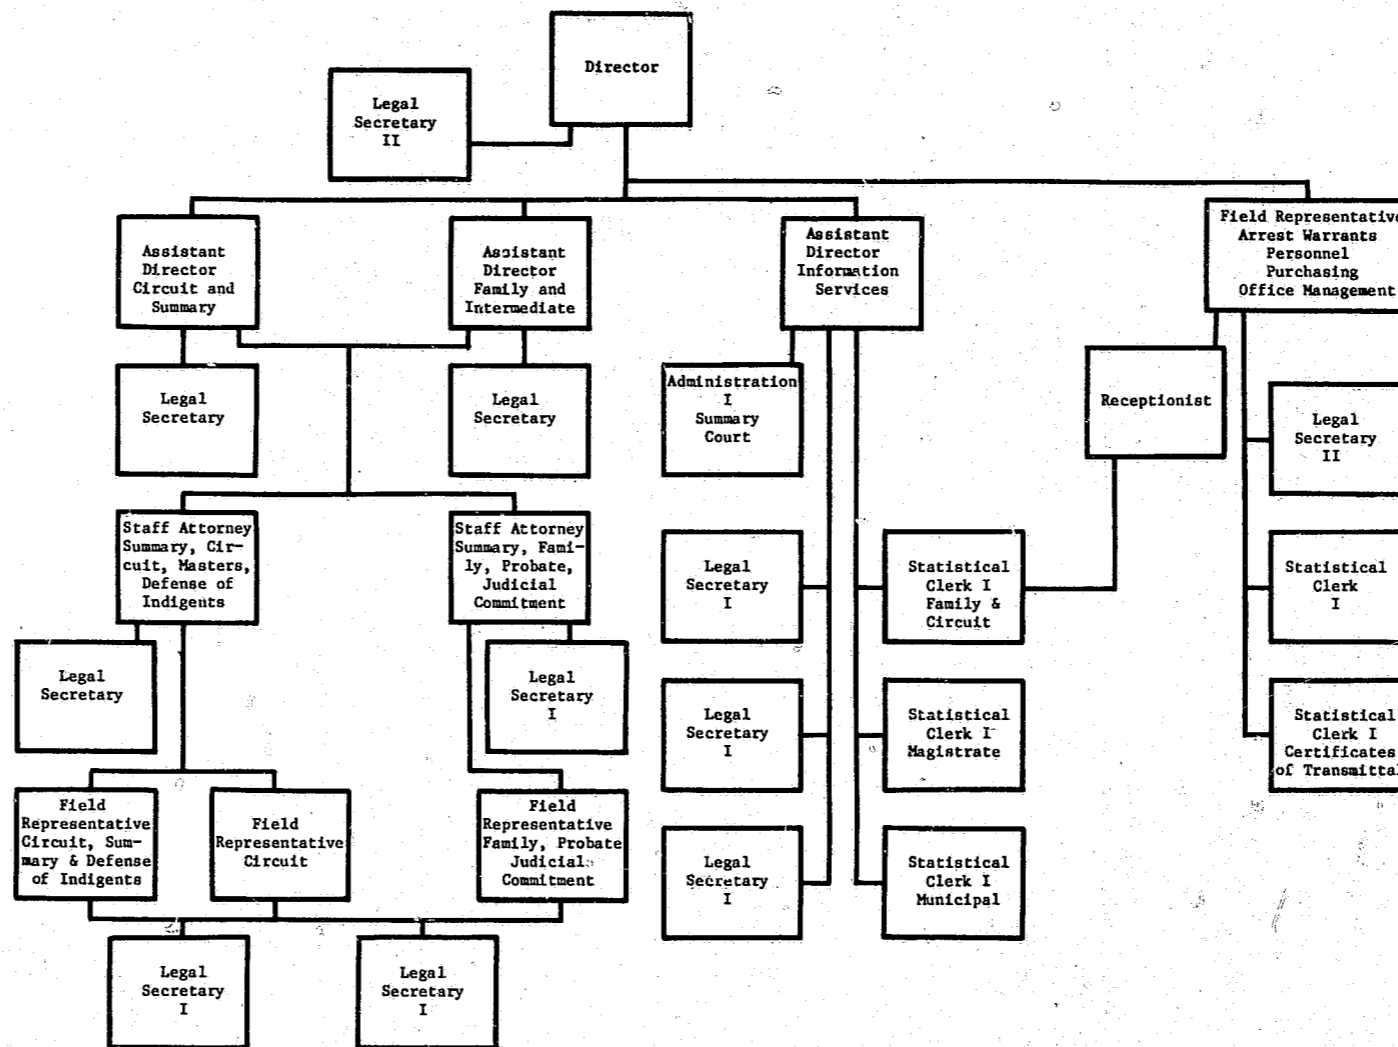 Director
Legal
Secretary
II
Assistant
Director
Circuit and
Summary
Assistant
Director
Family and
Intermediate
Assistant
Director
Information
Services
Field Representative
Arrest Warrants
Personnel
Purchasing
Office Management
Legal
Secretary
Legal
Secretary
Administration
I
Summary
Court
Receptionist
Legal
Secretary
II
Staff Attorney
Summary, Cir-
cuit, Masters,
Defense of
Indigents
Staff Attorney
Summary, Fami-
ly, Probate,
Judicial
Commitment
Legal
Secretary
I
Statistical
Clerk I
Family &
Circuit
Statistical
Clerk
I
Legal
Secretary
Legal
Secretary
I
Legal
Secretary
I
Statistical
Clerk I
Magistrate
Statistical
Clerk I
Certificates
of Transmittal
Field
Representative
Circuit, Sum-
mary & Defense
of Indigents
Field
Representative
Circuit
Field
Representative
Family, Probate
Judicial
Commitment
Legal
Secretary
I
Statistical
Clerk I
Municipal
Legal
Secretary
I
Legal
Secretary
I